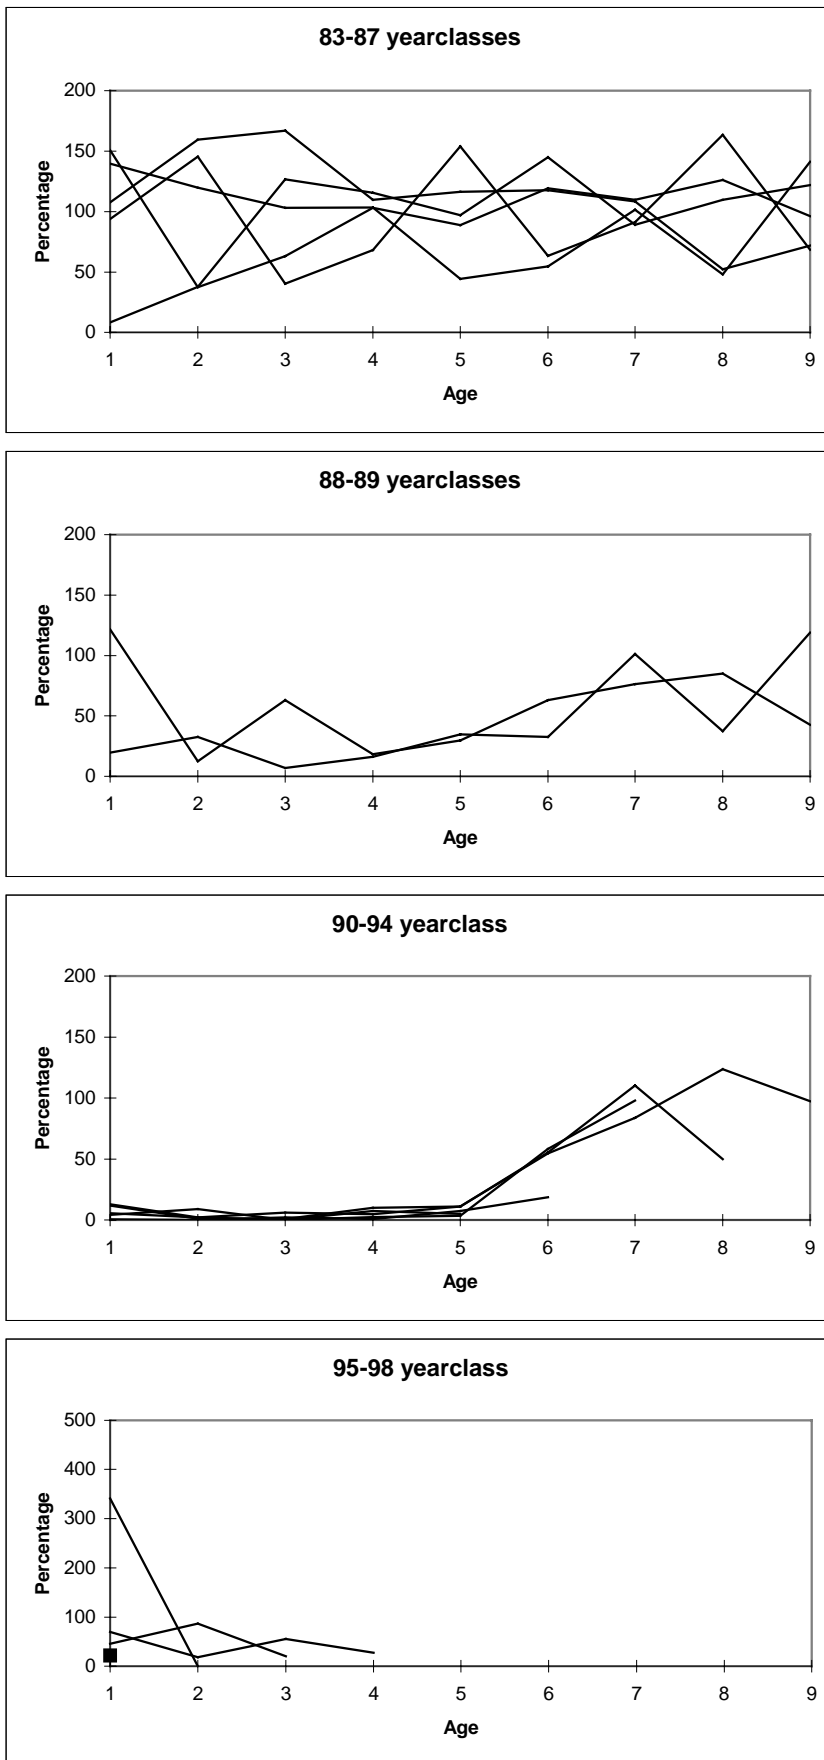 83-87 yearclasses
200
150
100
50
0
Percentage
1 2 3 4 5 6 7 8 9
Age
88-89 yearclasses
200
150
100
50
0
Percentage
1 2 3 4 5 6 7 8 9
Age
90-94 yearclass
200
150
100
50
0
Percentage
1 2 3 4 5 6 7 8 9
Age
95-98 yearclass
500
400
300
200
100
0
Percentage
1 2 3 4 5 6 7 8 9
Age